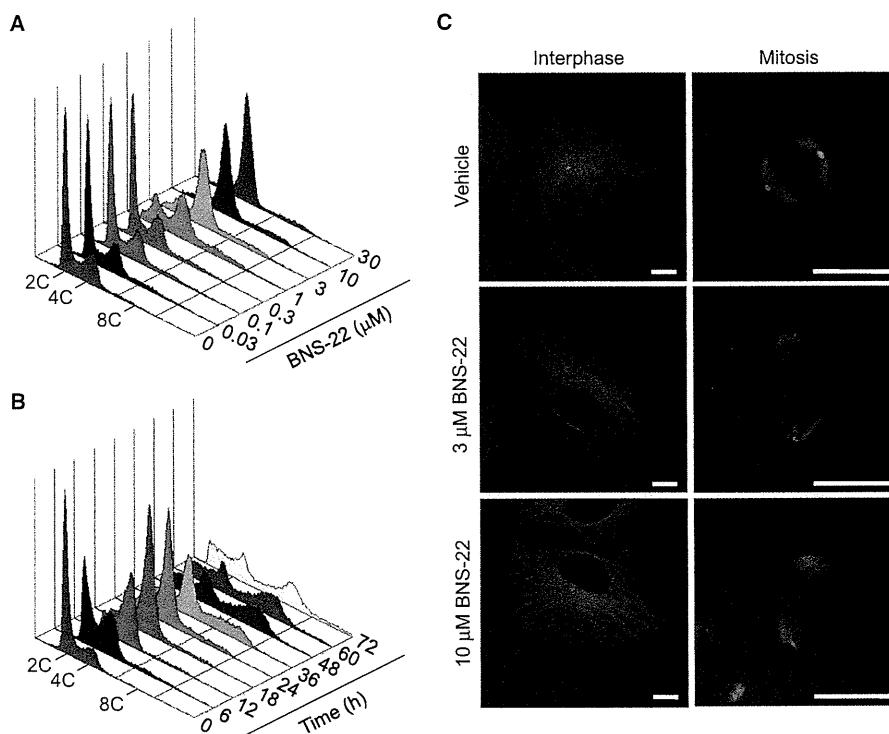 A
2C
4C
8C
0
0.03
0.1
0.3
1
3
10
30
BNS-22 (µM)
B
2C
4C
8C
0
6
12
18
24
36
48
60
72
Time (h)
C
Interphase
Mitosis
Vehicle
3 µM BNS-22
10 µM BNS-22